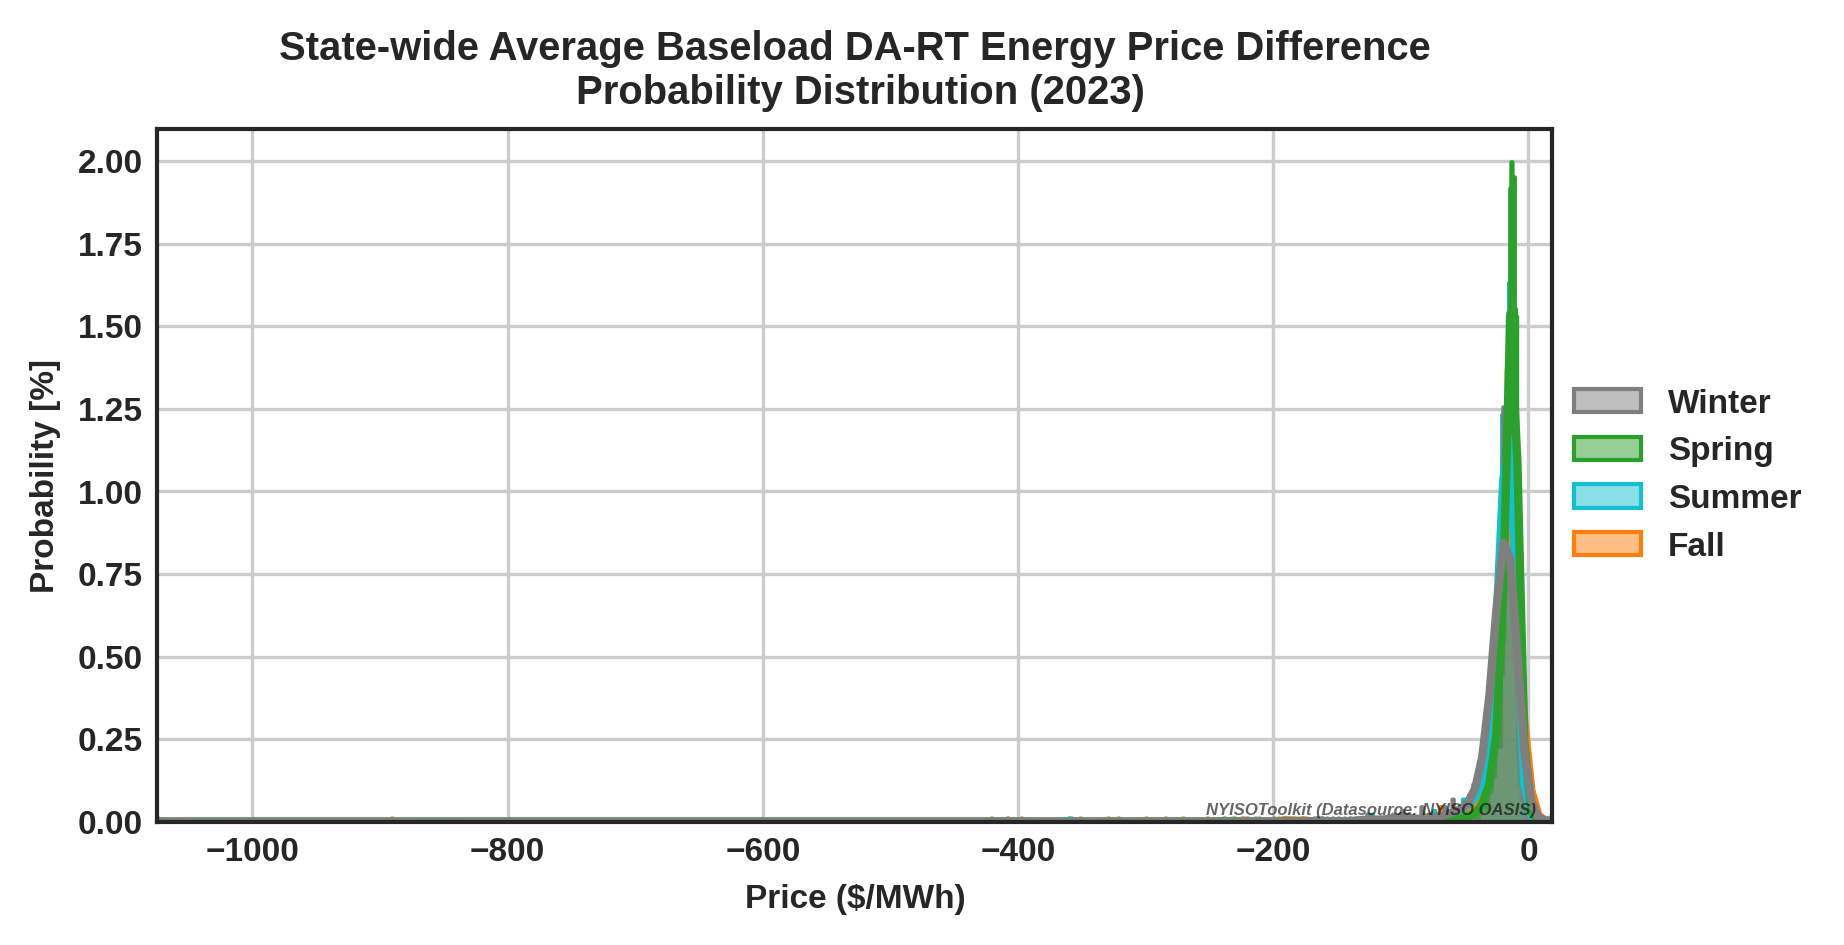 State-wide Average Baseload DA-RT Energy Price Difference
Probability Distribution (2023)
Probability [%]
2.00
1.75
1.50
1.25
1.00
0.75
0.50
0.25
0.00
Winter
Spring
Summer
Fall
NYISOToolkit (Datasource: NYISO OASIS)
−1000 −800 −600 −400 −200 0
Price ($/MWh)